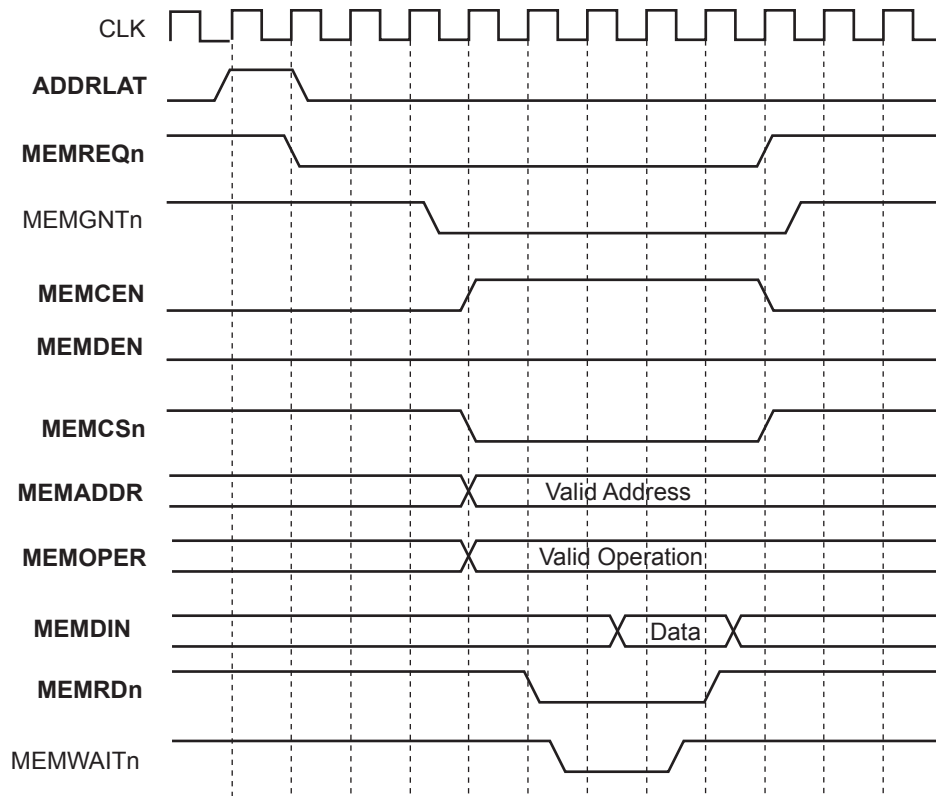 CLK
ADDRLAT
MEMREQn
MEMGNTn
MEMCEN
MEMDEN
MEMCSn
MEMADDR
Valid Address
MEMOPER
Valid Operation
MEMDIN
Data
MEMRDn
MEMWAITn